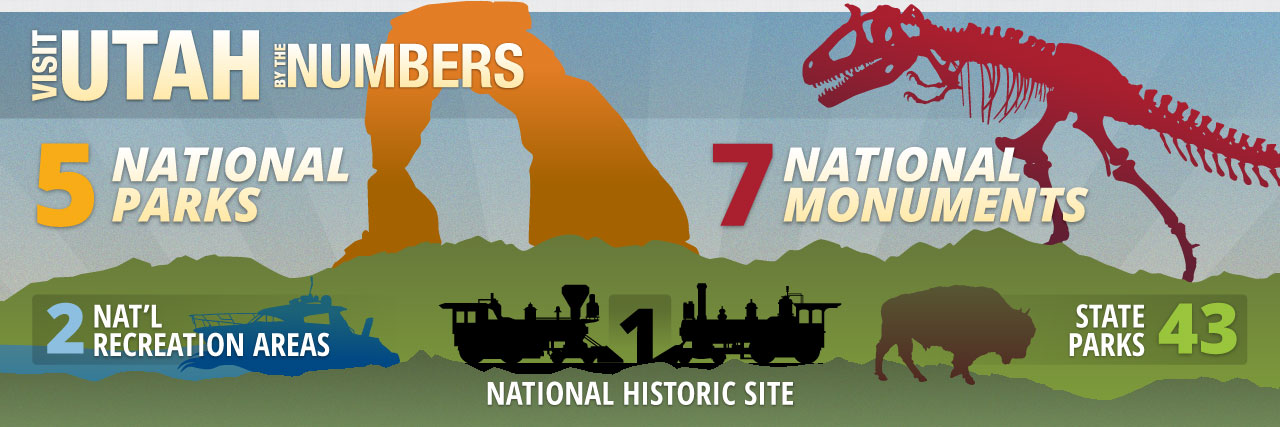 VISIT UTAH BY THE NUMBERS
5 NATIONAL
PARKS
7 NATIONAL
MONUMENTS
2 NAT'L
RECREATION AREAS
1
NATIONAL HISTORIC SITE
STATE
PARKS 43